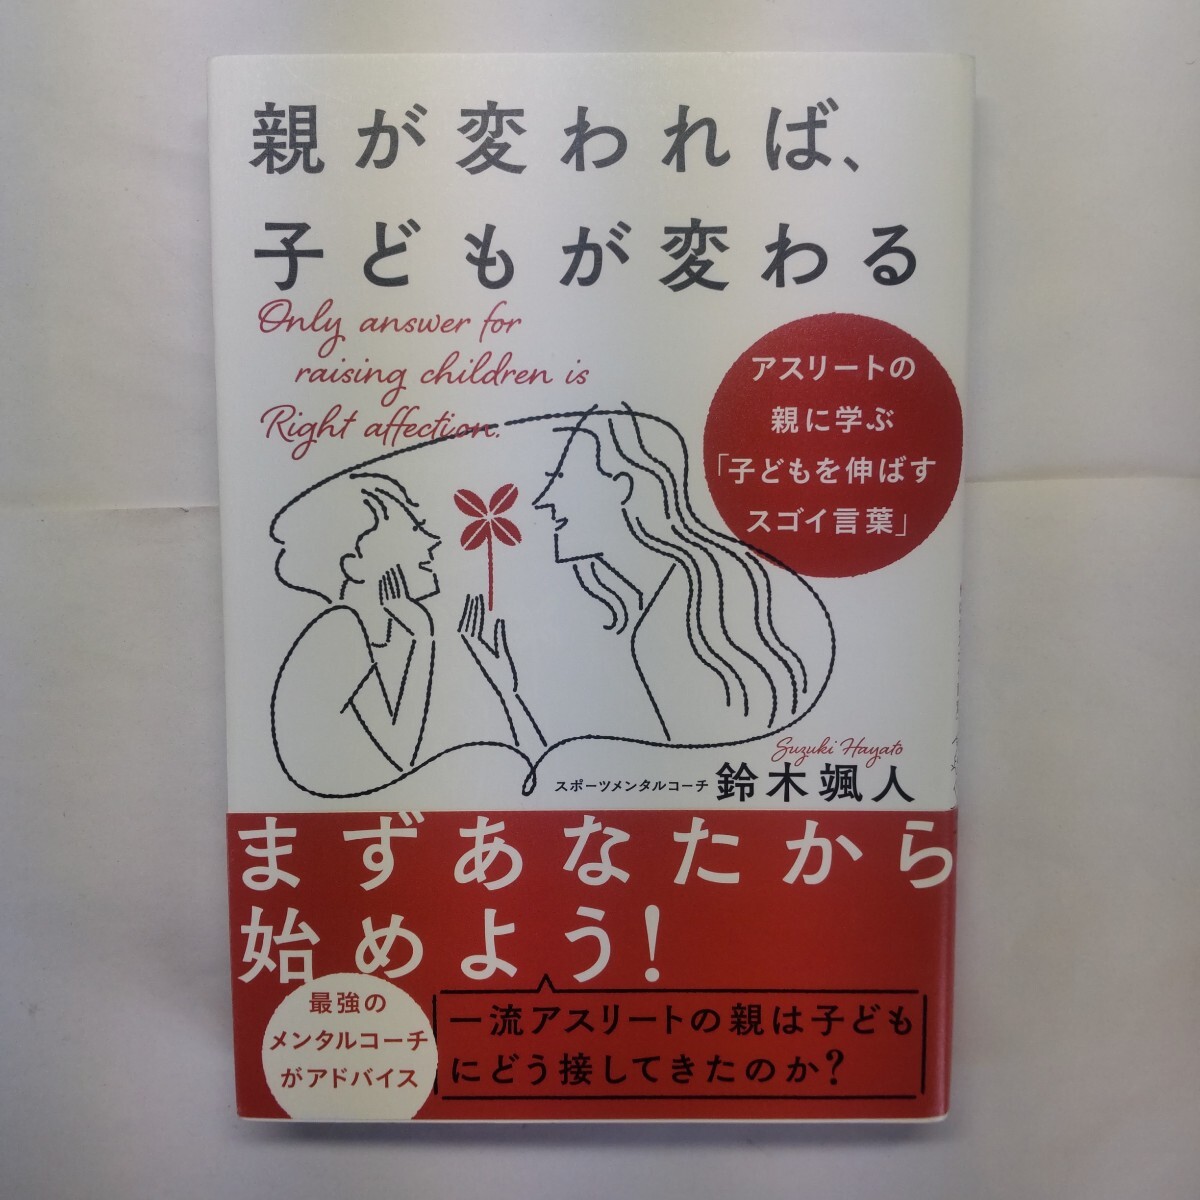 親が変われば、
子どもが変わる
Only answer for
raising children is
Right affection.
アスリートの
親に学ぶ
「子どもを伸ばす
スゴイ言葉」
Suzuki Hayato
スポーツメンタルコーチ 鈴木颯人
まずあなたから
始めよう!
最強の
メンタルコーチ
がアドバイス
一流アスリートの親は子ども
にどう接してきたのか?